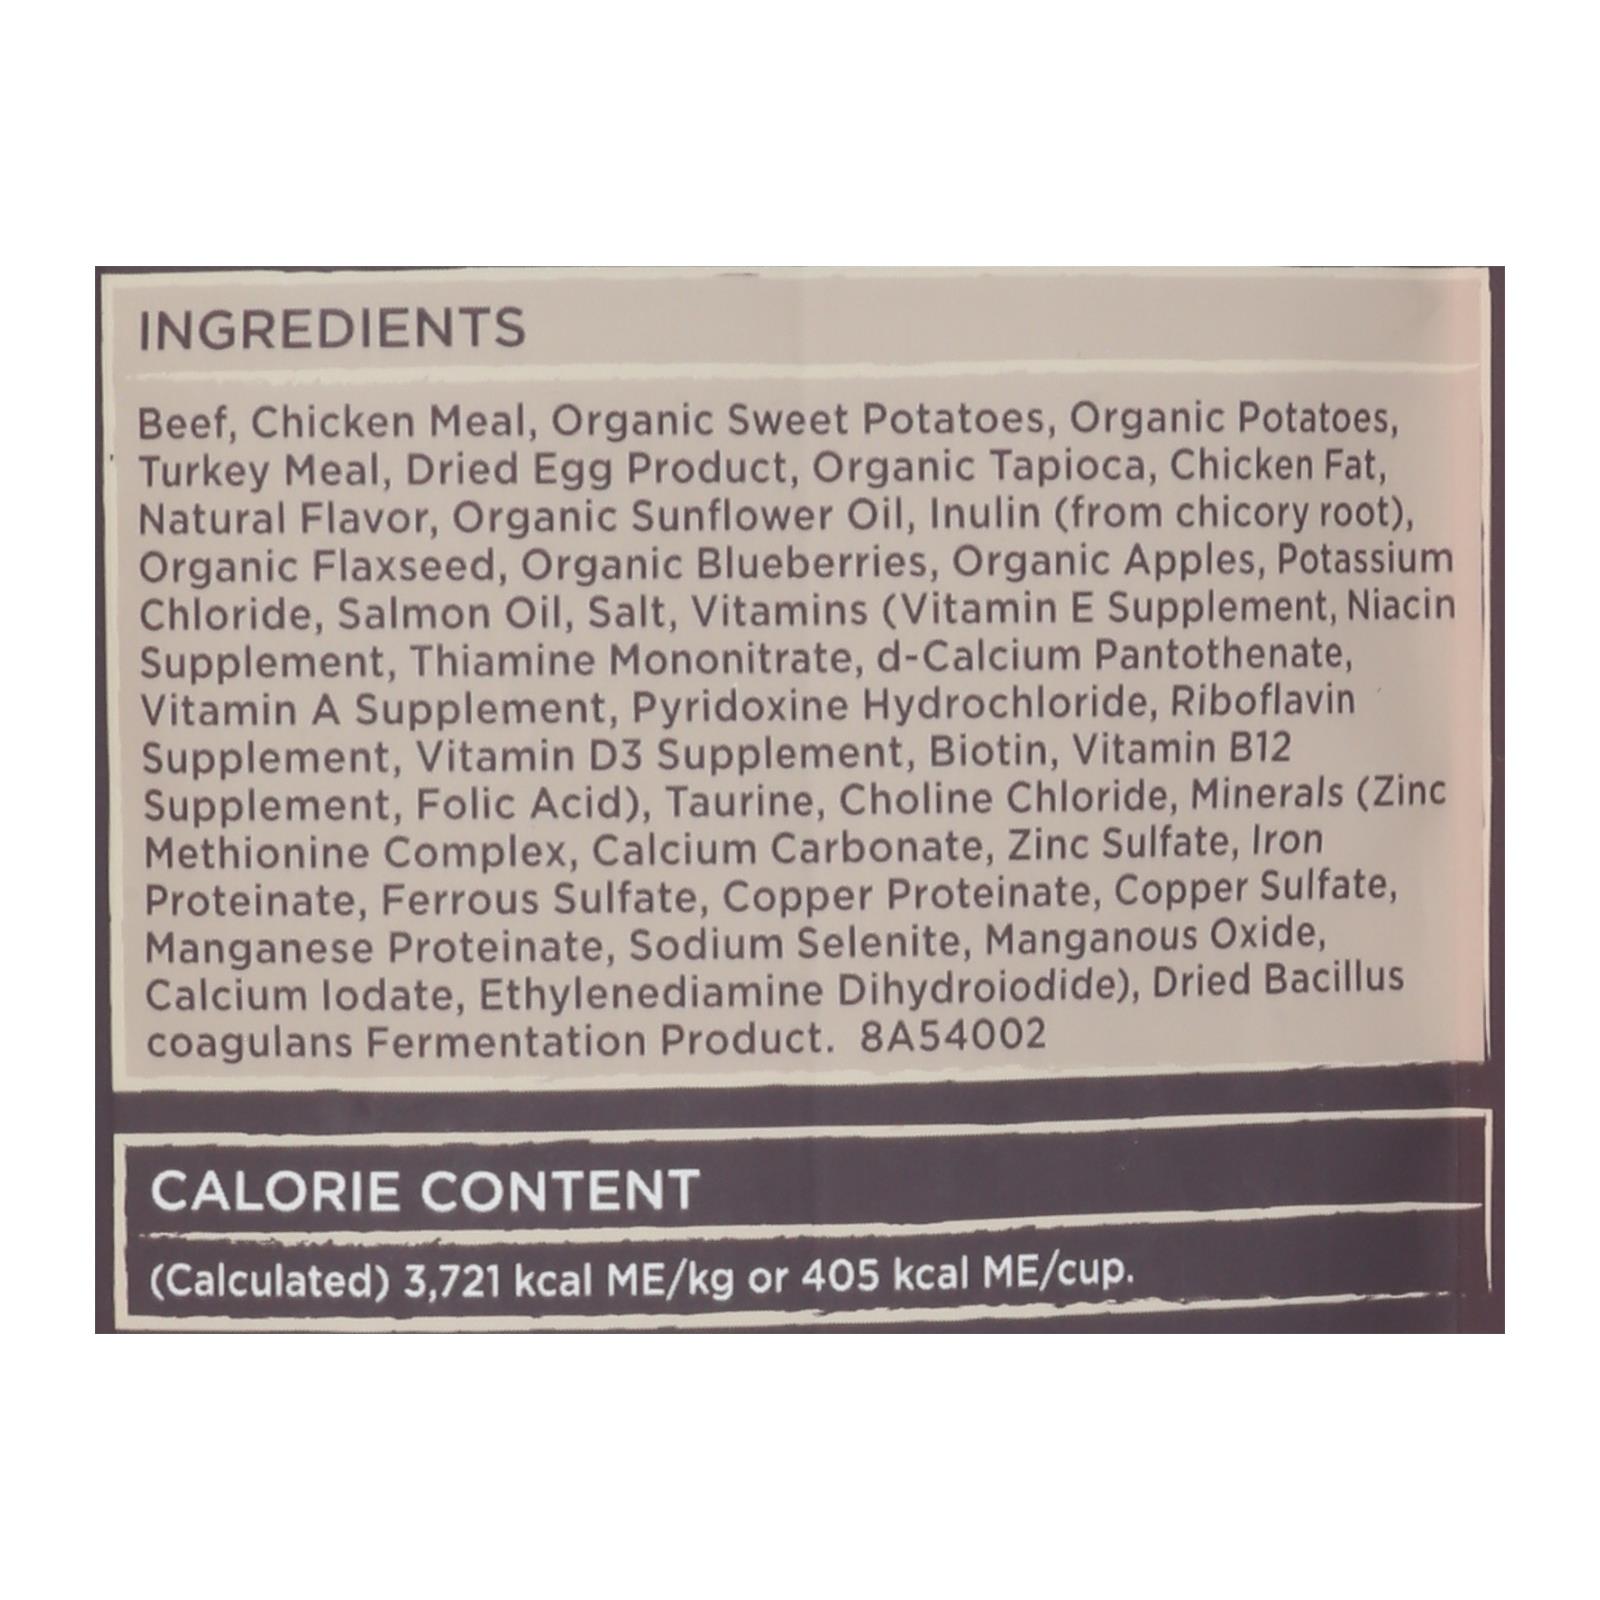 INGREDIENTS
Beef, Chicken Meal, Organic Sweet Potatoes, Organic Potatoes,
Turkey Meal, Dried Egg Product, Organic Tapioca, Chicken Fat,
Natural Flavor, Organic Sunflower Oil, Inulin (from chicory root),
Organic Flaxseed, Organic Blueberries, Organic Apples, Potassium
Chloride, Salmon Oil, Salt, Vitamins (Vitamin E Supplement, Niacin
Supplement, Thiamine Mononitrate, d-Calcium Pantothenate,
Vitamin A Supplement, Pyridoxine Hydrochloride, Riboflavin
Supplement, Vitamin D3 Supplement, Biotin, Vitamin B12
Supplement, Folic Acid), Taurine, Choline Chloride, Minerals (Zinc
Methionine Complex, Calcium Carbonate, Zinc Sulfate, Iron
Proteinate, Ferrous Sulfate, Copper Proteinate, Copper Sulfate,
Manganese Proteinate, Sodium Selenite, Manganous Oxide,
Calcium Iodate, Ethylenediamine Dihydroiodide), Dried Bacillus
coagulans Fermentation Product. 8A54002
CALORIE CONTENT
(Calculated) 3,721 kcal ME/kg or 405 kcal ME/cup.